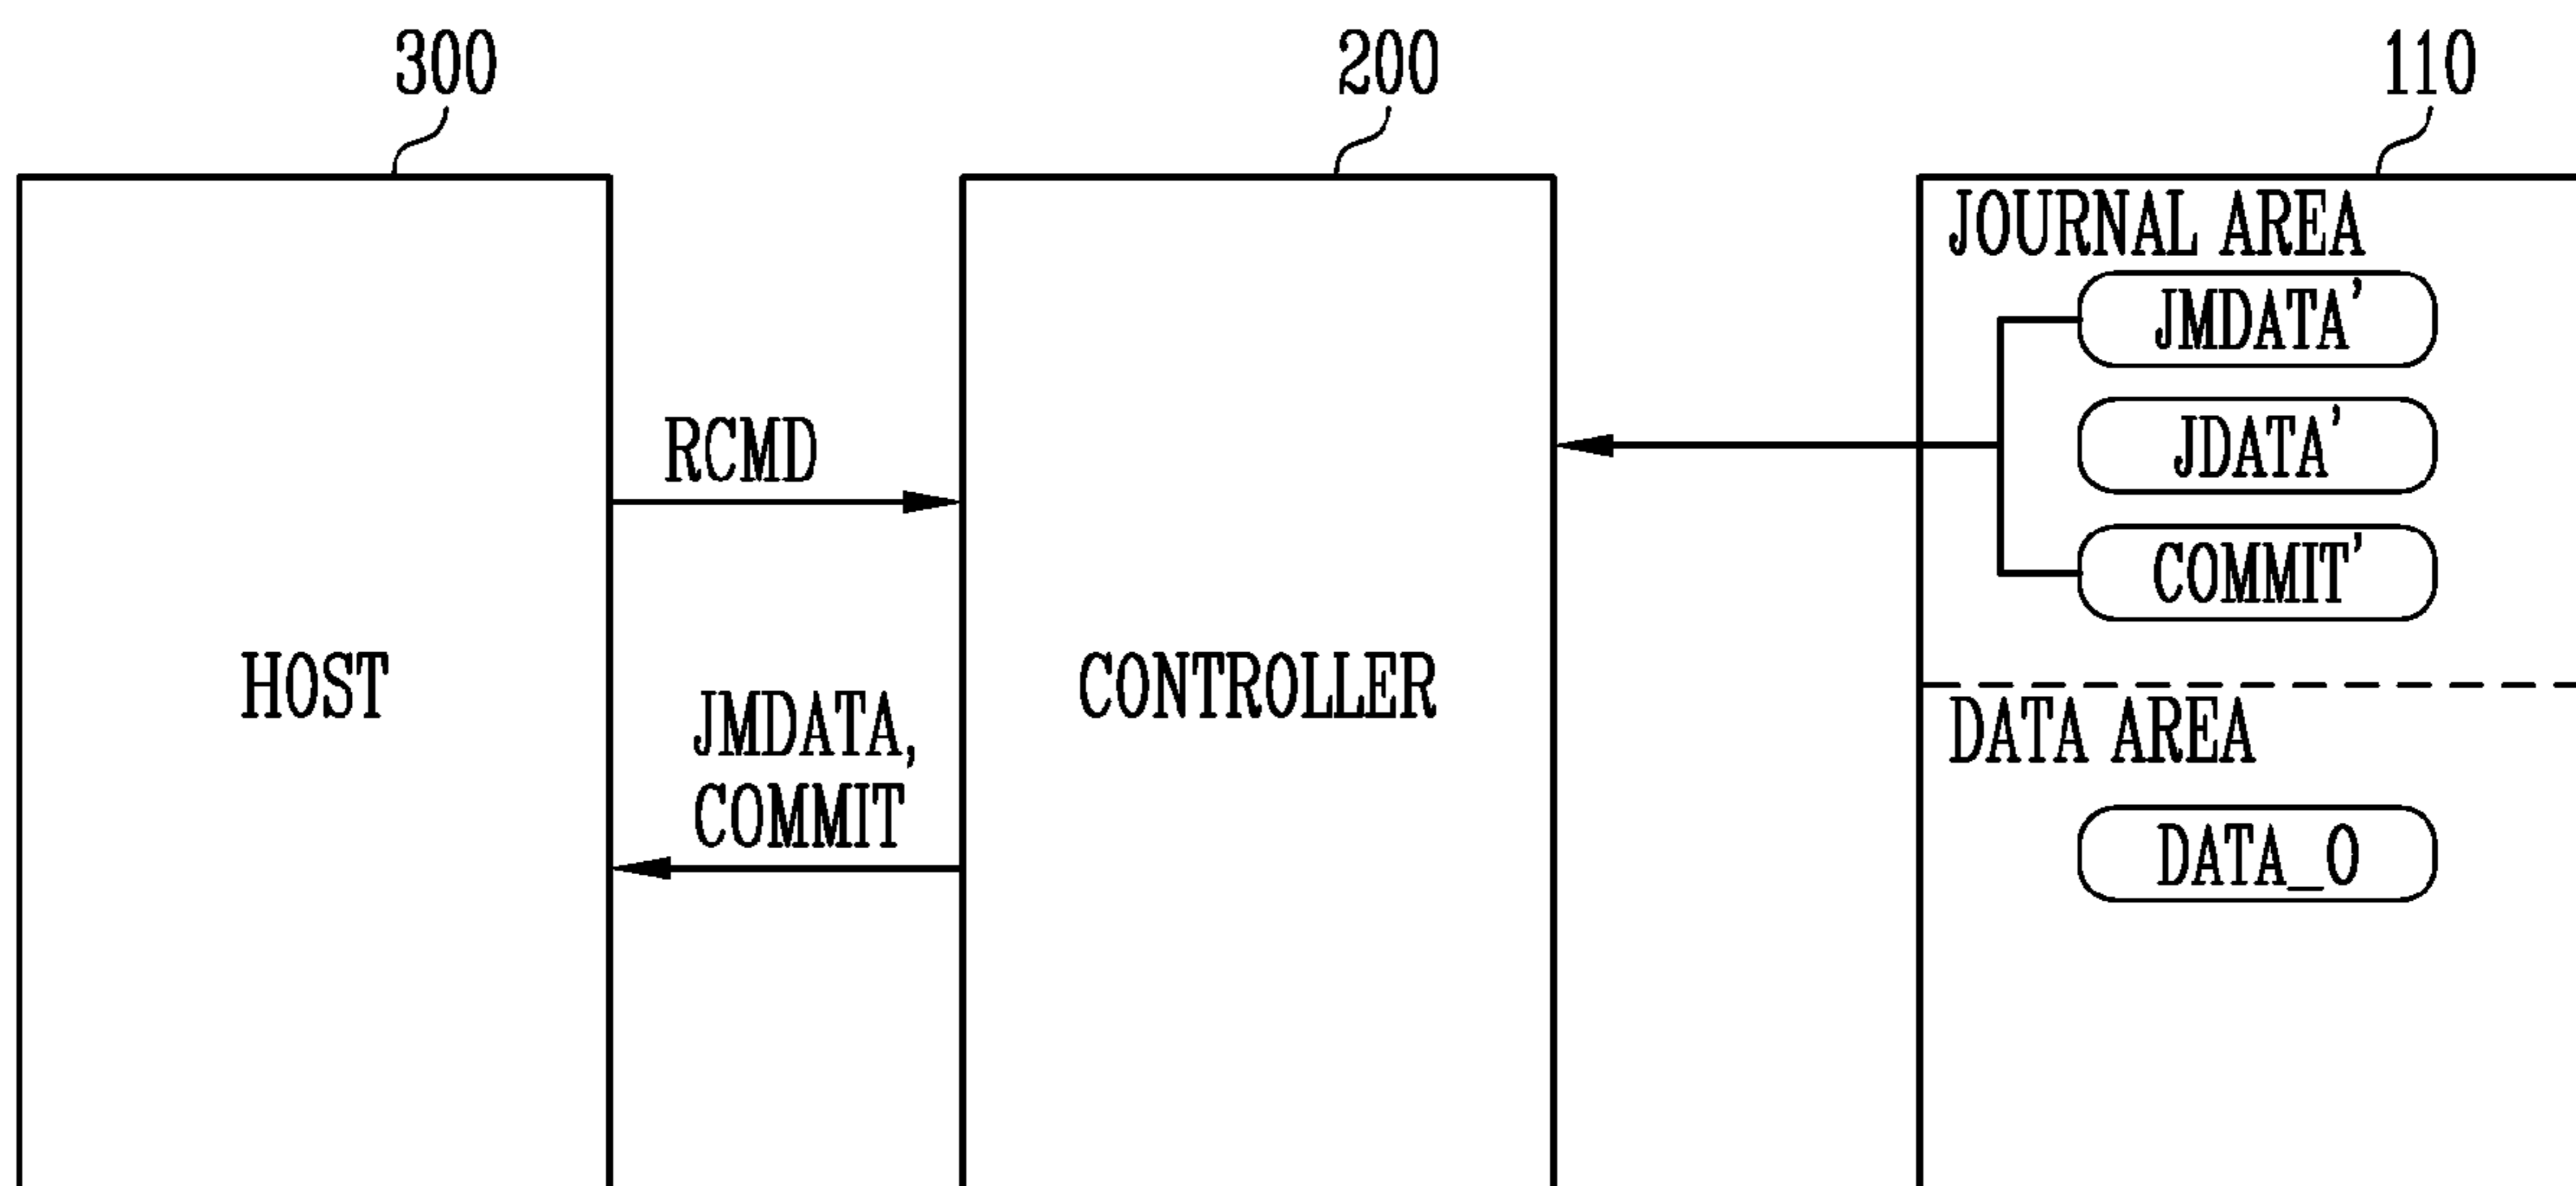 300
200
110
JOURNAL AREA
JMDATA'
JDATA'
COMMIT'
RCMD
HOST
JMDATA,
COMMIT
CONTROLLER
DATA AREA
DATA_O